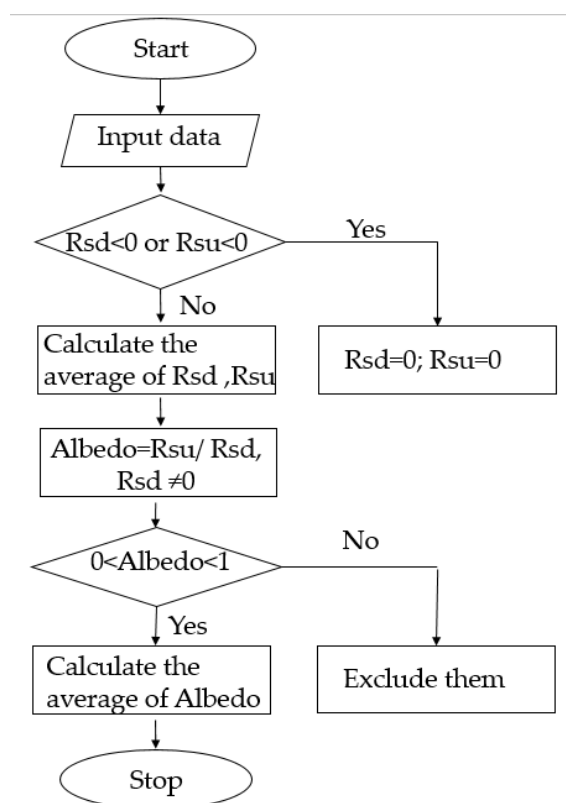 Start
Input data
Rsd<0 or Rsu<0
Yes
No
Calculate the
average of Rsd ,Rsu
Rsd=0; Rsu=0
Albedo=Rsu/ Rsd,
Rsd ≠0
0<Albedo<1
No
Yes
Calculate the
average of Albedo
Exclude them
Stop